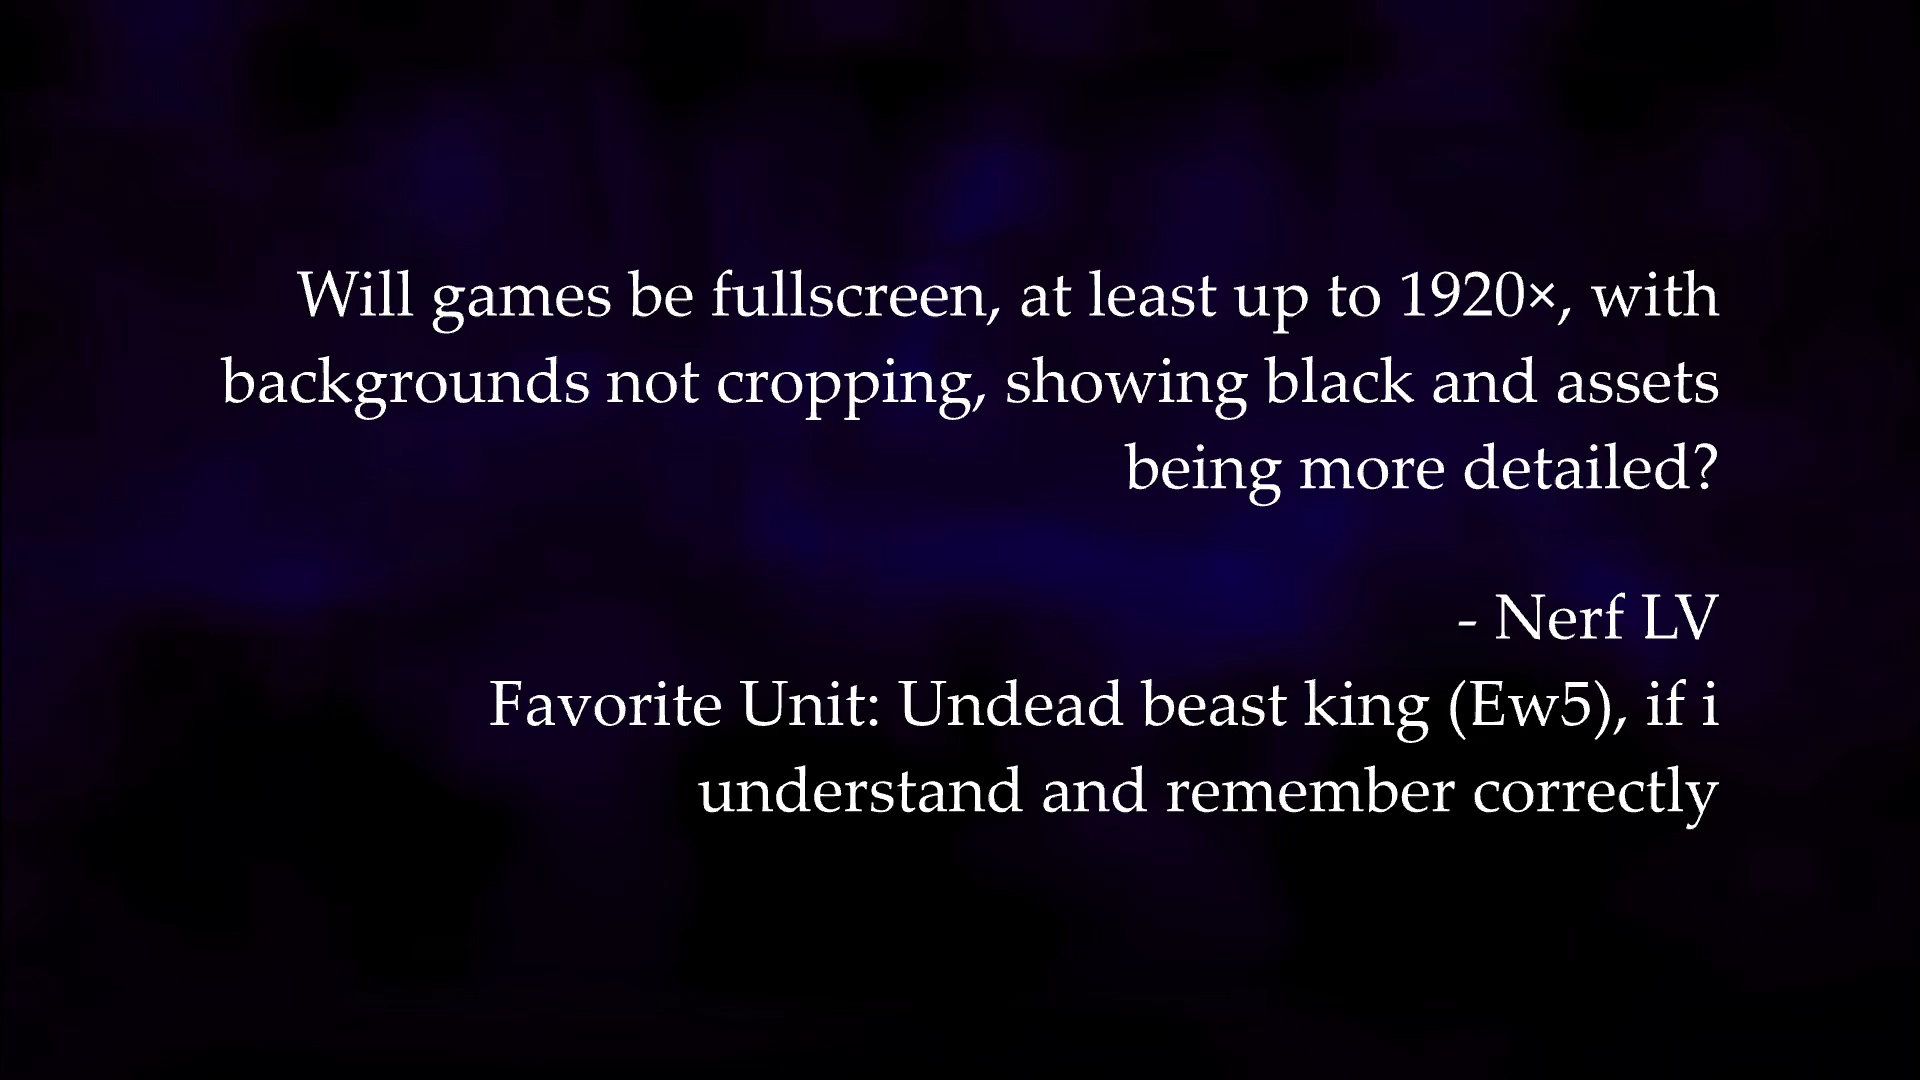 Will games be fullscreen, at least up to 1920×, with
backgrounds not cropping, showing black and assets
being more detailed?
- Nerf LV
Favorite Unit: Undead beast king (Ew5), if i
understand and remember correctly